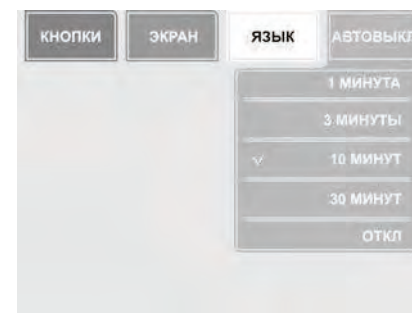 КНОПКИ ЭКРАН ЯЗЫК АВТОВЫКЛ
1 МИНУТА
3 МИНУТЫ
10 МИНУТ
30 МИНУТ
ОТКЛ